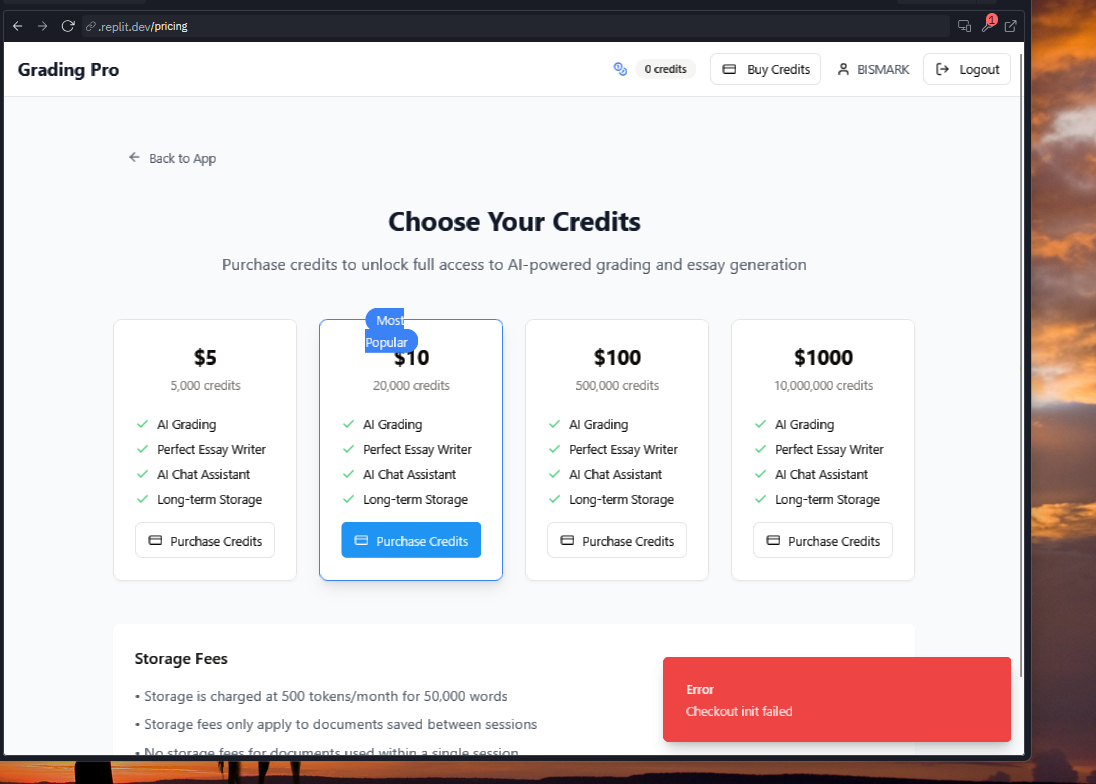 .replit.dev/pricing
1
Grading Pro
0 credits
Buy Credits
BISMARK
Logout
Back to App
Choose Your Credits
Purchase credits to unlock full access to AI-powered grading and essay generation
$5
5,000 credits
AI Grading
Perfect Essay Writer
AI Chat Assistant
Long-term Storage
Purchase Credits
Most
Popular
$10
20,000 credits
AI Grading
Perfect Essay Writer
AI Chat Assistant
Long-term Storage
Purchase Credits
$100
500,000 credits
AI Grading
Perfect Essay Writer
AI Chat Assistant
Long-term Storage
Purchase Credits
$1000
10,000,000 credits
AI Grading
Perfect Essay Writer
AI Chat Assistant
Long-term Storage
Purchase Credits
Storage Fees
• Storage is charged at 500 tokens/month for 50,000 words
• Storage fees only apply to documents saved between sessions
• No storage fees for documents used within a single session
Error
Checkout init failed